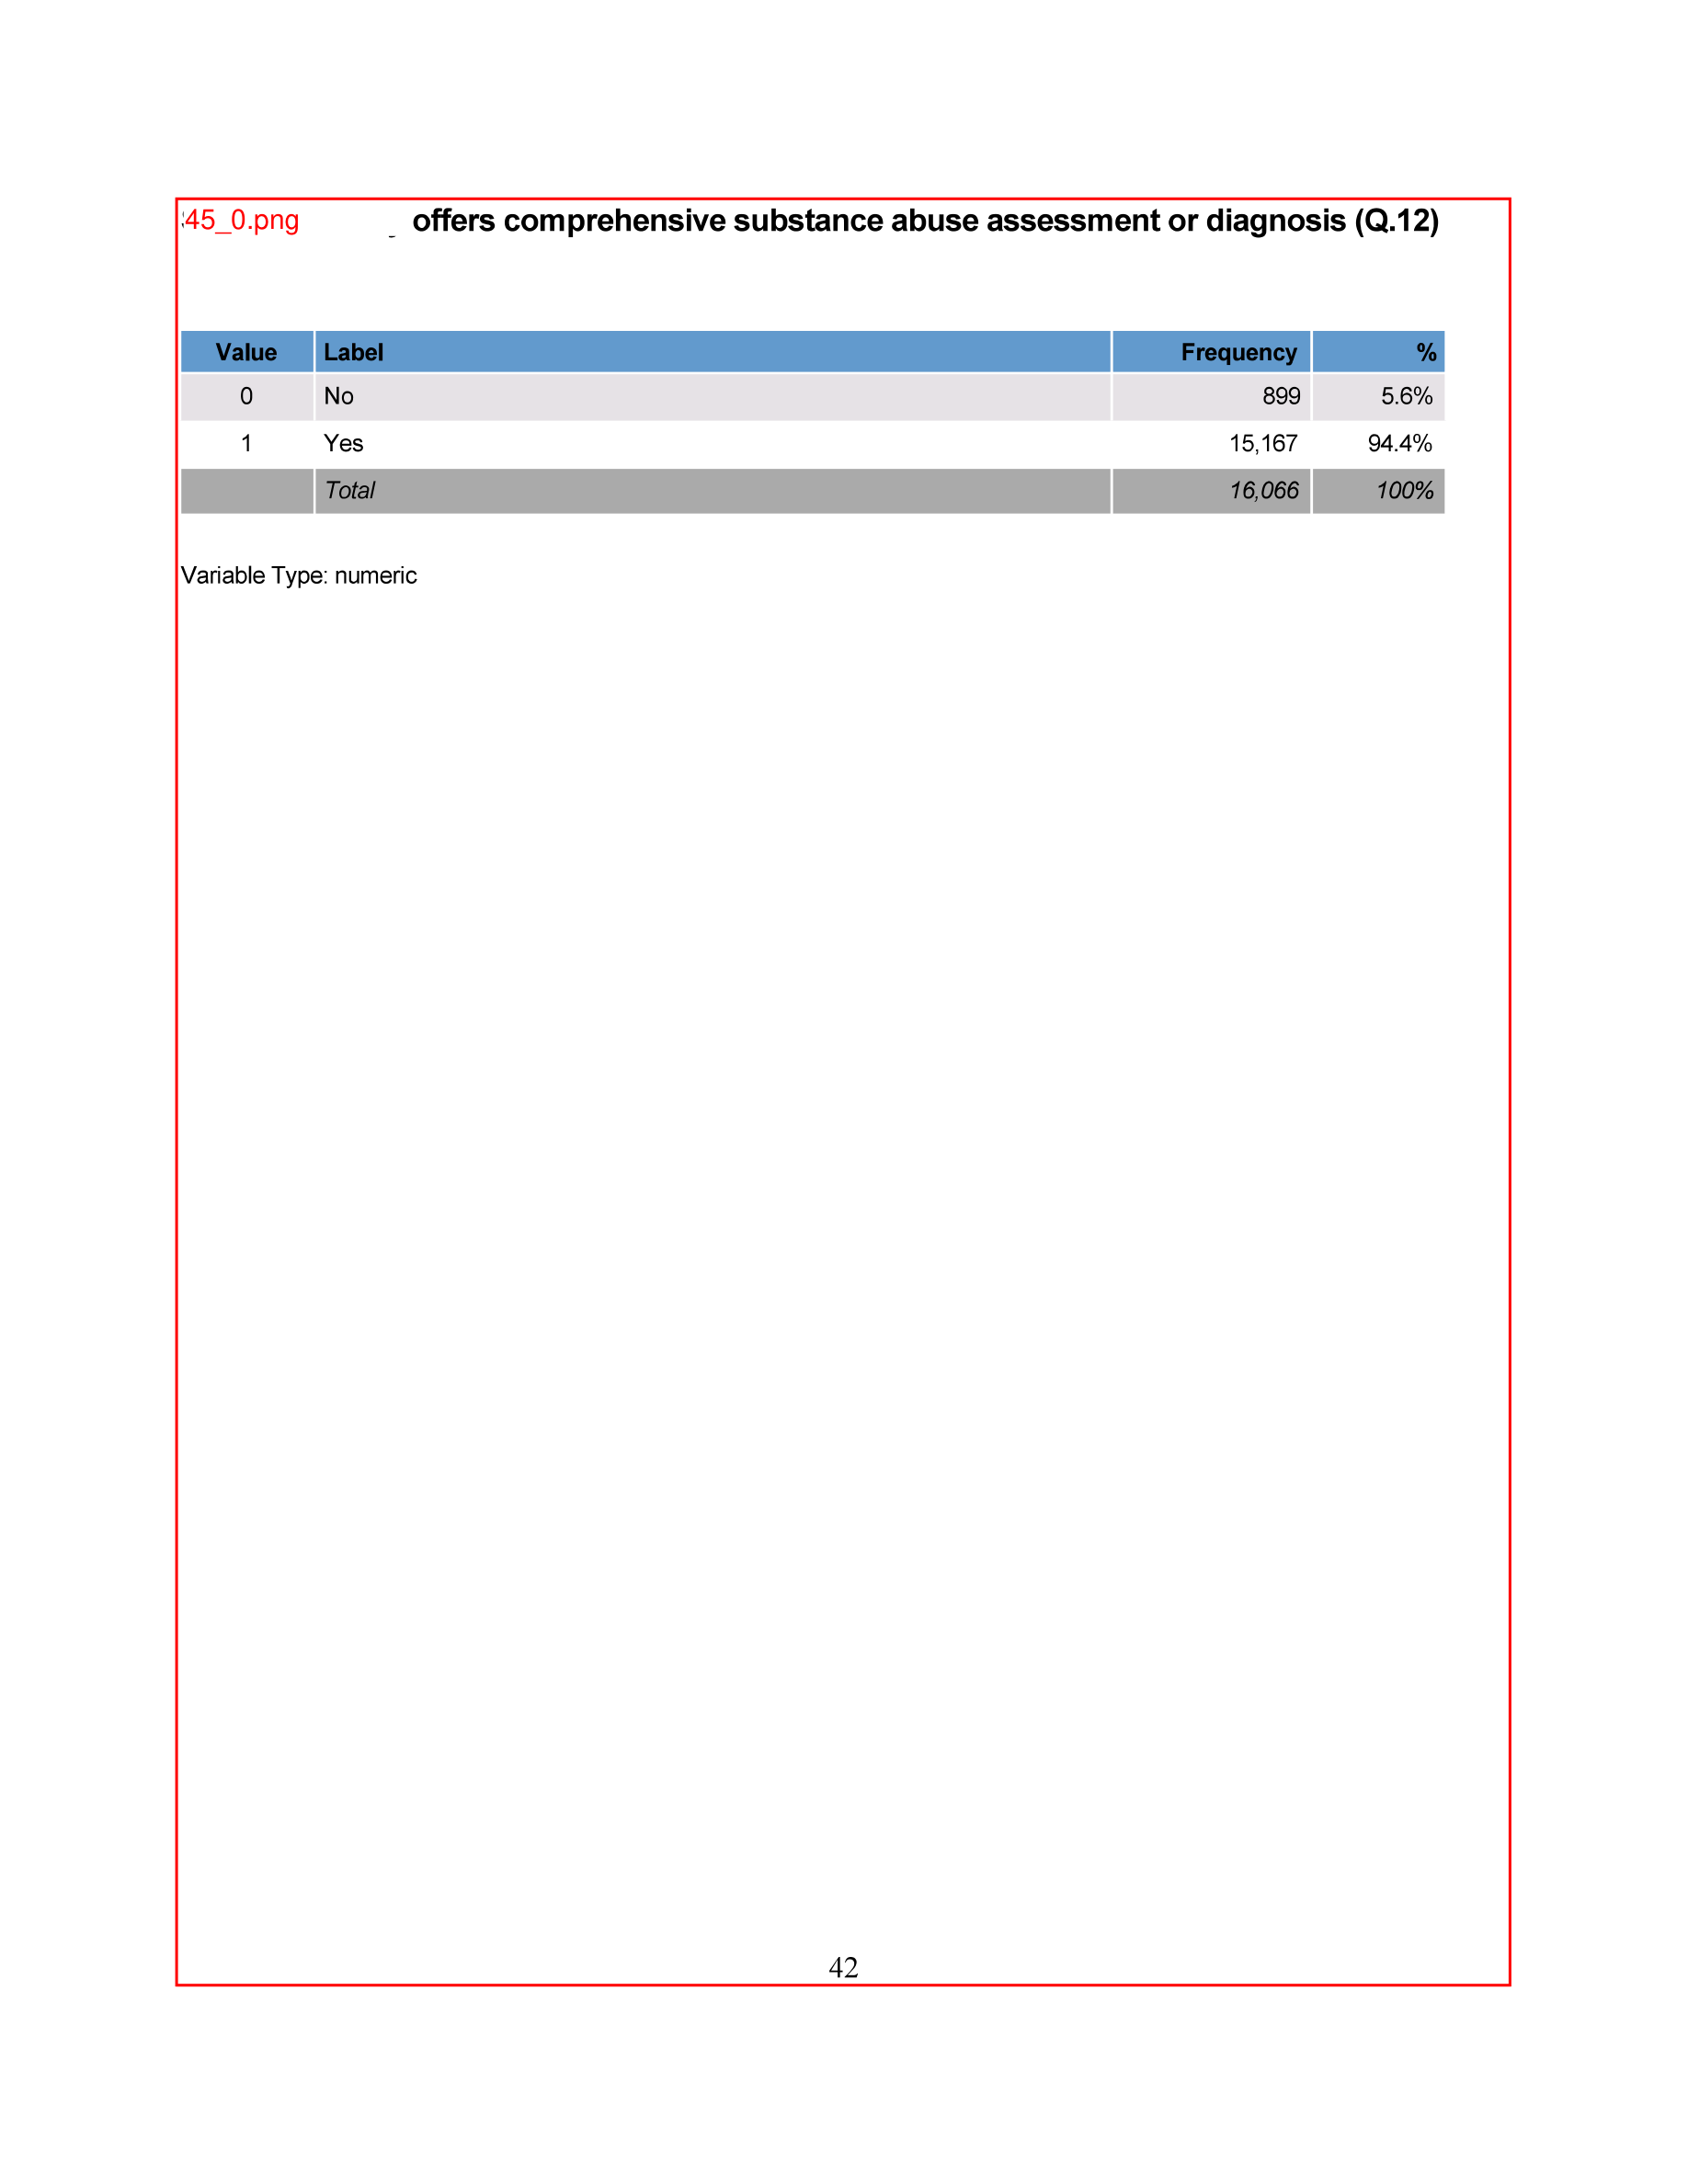 45_0.png offers comprehensive substance abuse assessment or diagnosis (Q.12)
Value Label Frequency %
0 No 899 5.6%
1 Yes 15,167 94.4%
Total 16,066 100%
Variable Type: numeric
42